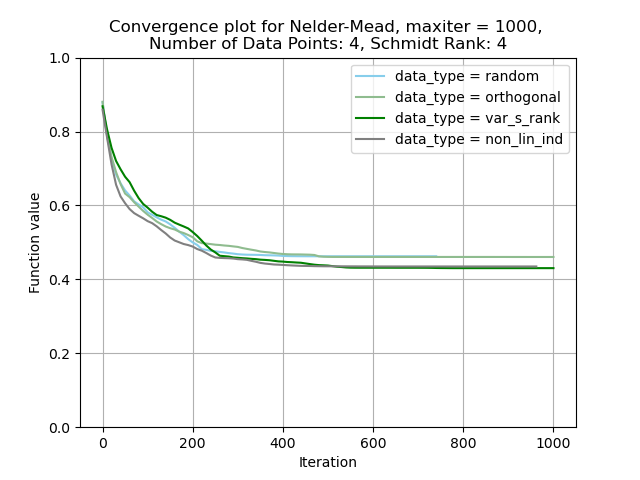 Convergence plot for Nelder-Mead, maxiter = 1000,
Number of Data Points: 4, Schmidt Rank: 4
data_type = random
data_type = orthogonal
data_type = var_s_rank
data_type = non_lin_ind
Function value
1.0
0.8
0.6
0.4
0.2
0.0
0 200 400 600 800 1000
Iteration